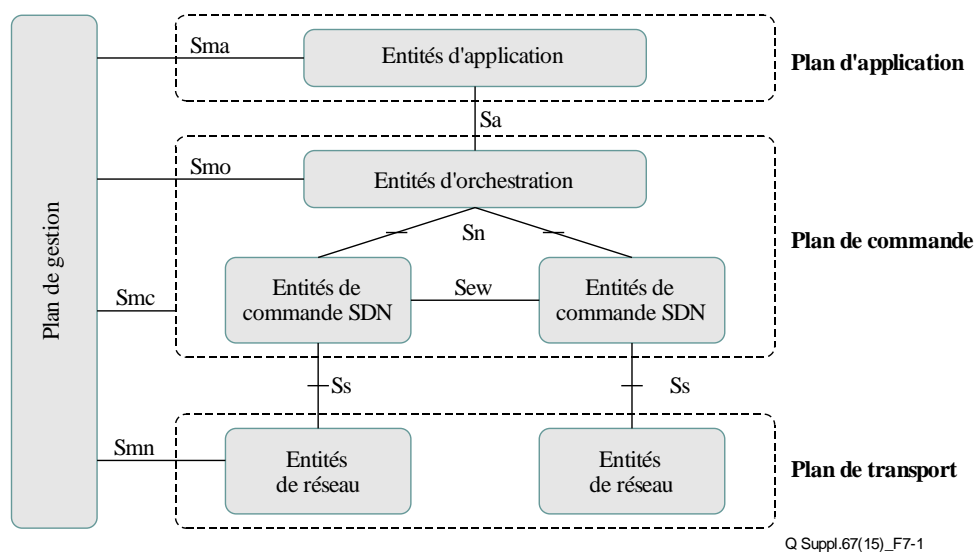 Sma
Entités d'application
Plan d'application
Sa
Smo
Entités d'orchestration
Sn
Plan de commande
Plan de gestion
Smc
Entités de
commande SDN
Sew
Entités de
commande SDN
Ss
Ss
Smn
Entités
de réseau
Entités
de réseau
Plan de transport
Q Suppl.67(15)_F7-1